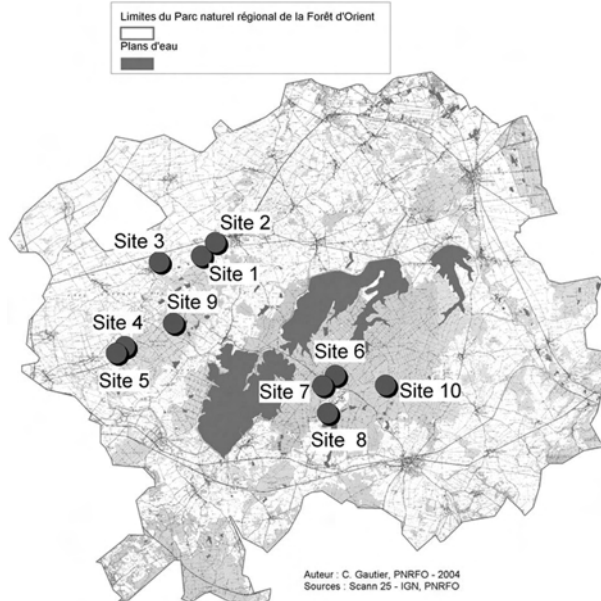 Limites du Parc naturel régional de la Forêt d'Orient
Plans d'eau
Site 2
Site 3
Site 1
Site 9
Site 4
Site 5
Site 6
Site 7
Site 10
Site 8
Auteur : C. Gautier, PNRFO - 2004
Sources : Scann 25 - IGN, PNRFO